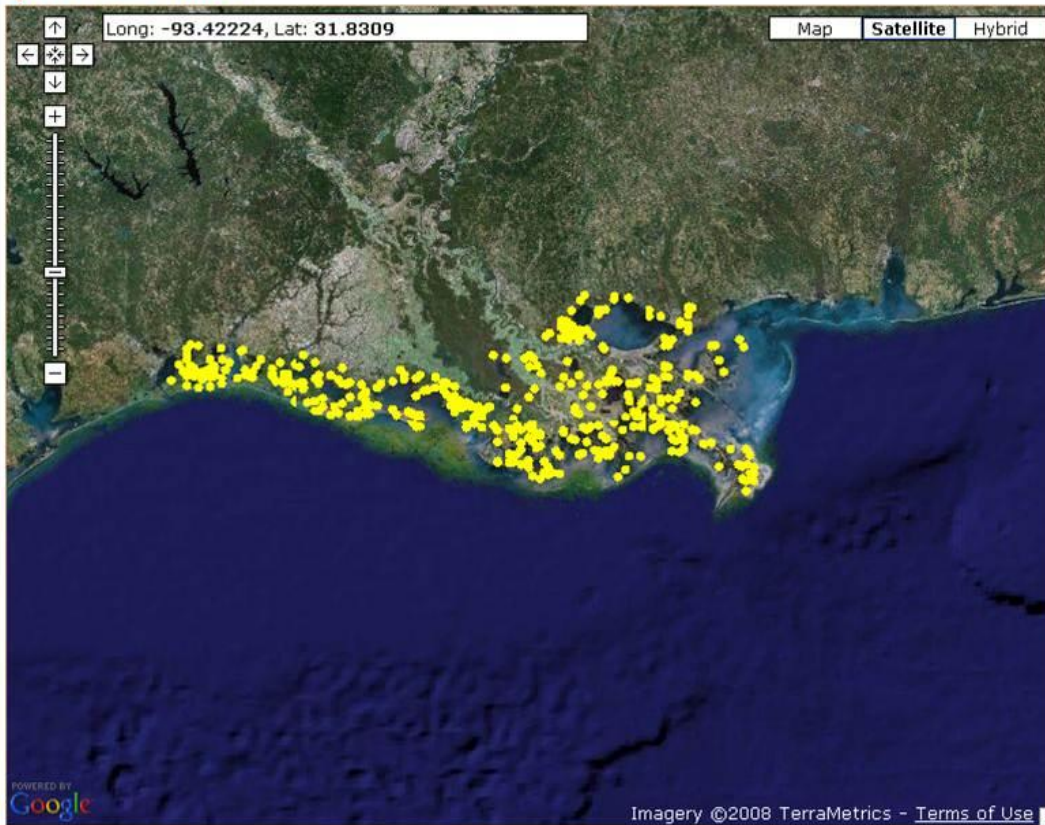 Long: -93.42224, Lat: 31.8309
Map Satellite Hybrid
POWERED BY
Google
Imagery ©2008 TerraMetrics - Terms of Use